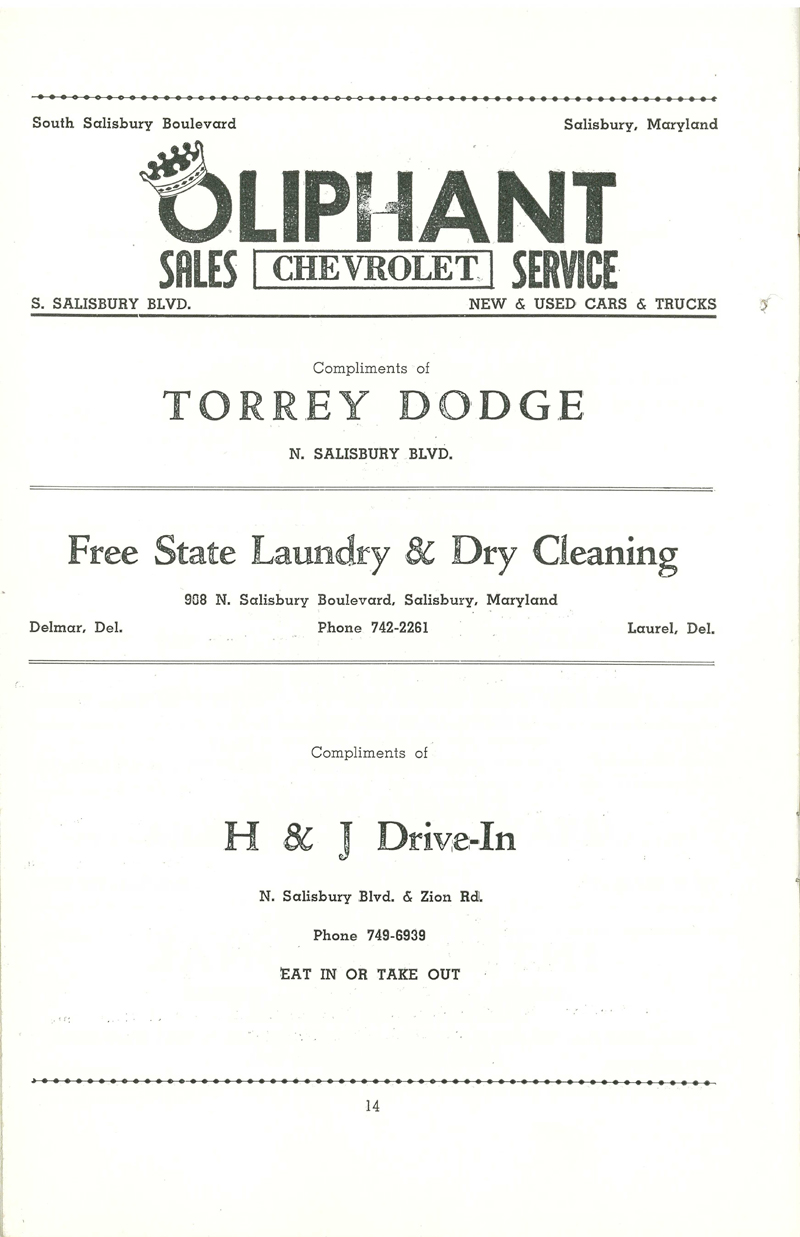 South Salisbury Boulevard Salisbury, Maryland
OLIPHANT
SALES CHEVROLET SERVICE
S. SALISBURY BLVD. NEW & USED CARS & TRUCKS
Compliments of
TORREY DODGE
N. SALISBURY BLVD.
Free State Laundry & Dry Cleaning
908 N. Salisbury Boulevard, Salisbury, Maryland
Delmar, Del. Phone 742-2261 Laurel, Del.
Compliments of
H & J Drive-In
N. Salisbury Blvd. & Zion Rd.
Phone 749-6939
EAT IN OR TAKE OUT
14